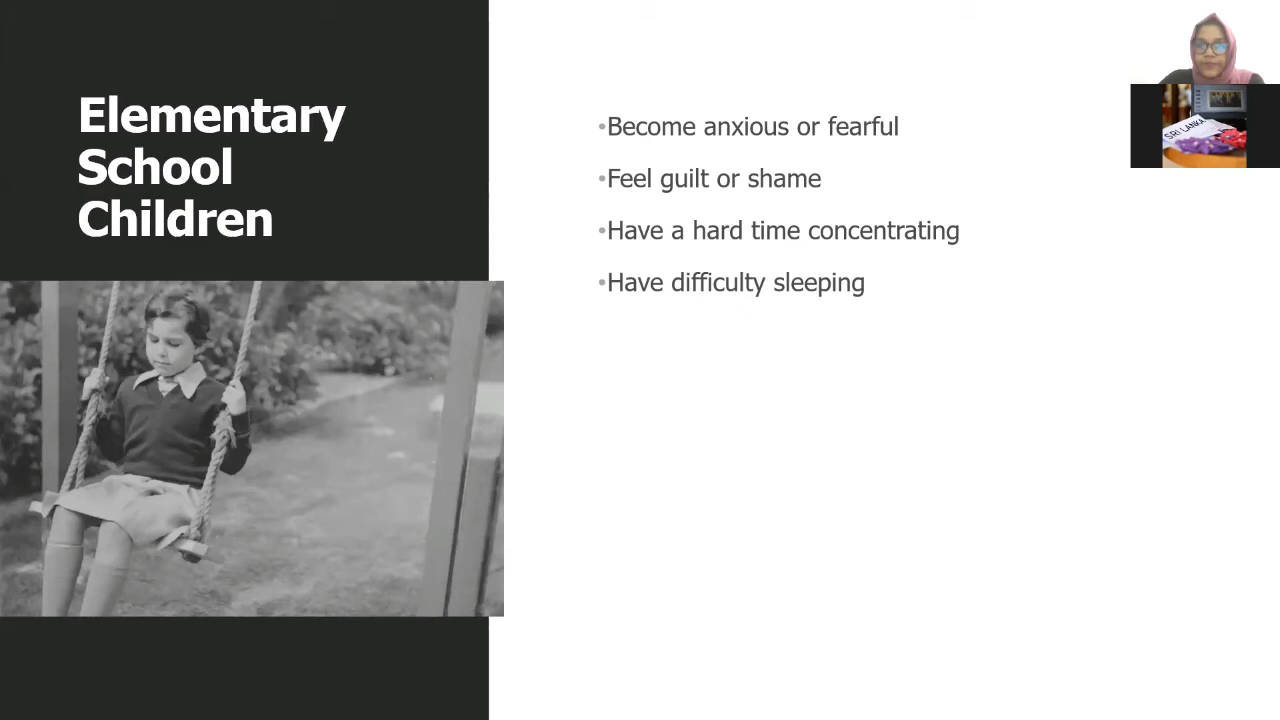 Elementary
School
Children
•Become anxious or fearful
•Feel guilt or shame
•Have a hard time concentrating
•Have difficulty sleeping
SRI LANKA